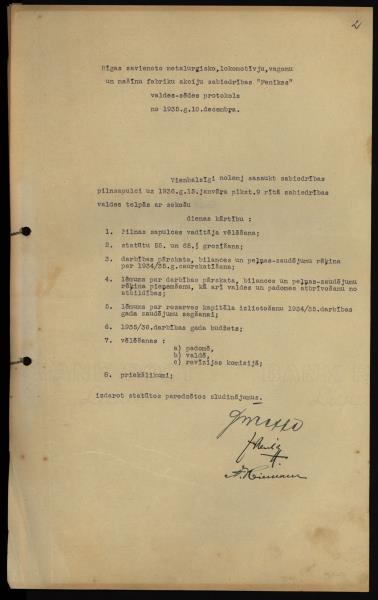 2
Rīgas savienoto metalurgisko, lokomotīvju, vagonu
un mašīnu fabriku akciju sabiedrības "Fenikss"
valdes-sēdes protokols
no 1935.g.10.decembra.
Vienbalsīgi nolemj sasaukt sabiedrības
pilnsapulci uz 1936.g.15.janvāra pikst.9 rītā sabiedrības
valdes telpās ar sekošu
dienas kārtību :
1. Pilnas sapulces vadītāja vēlēšana;
2. statūtu 55. un 65.§ grozīšana;
3. darbības pārskata, bilances un peļņas-zaudējumu rēķina
par 1934/35.g.caurskatīšana;
4. lēmums par darbības pārskata, bilances un peļņas-zaudējumu
rēķina pieņemšanu, kā arī valdes un padomes atbrīvošanu no
atbildības;
5. lēmums par rezerves kapitāla izlietošanu 1934/35.darbības
gada zaudējumu segšanai;
6. 1935/36.darbības gada budžets;
7. vēlēšanas :
a) padomē,
b) valdē,
c) revīzijas komisijā;
8. priekšlikumi;
izdarot statūtos paredzētos sludinājumus.